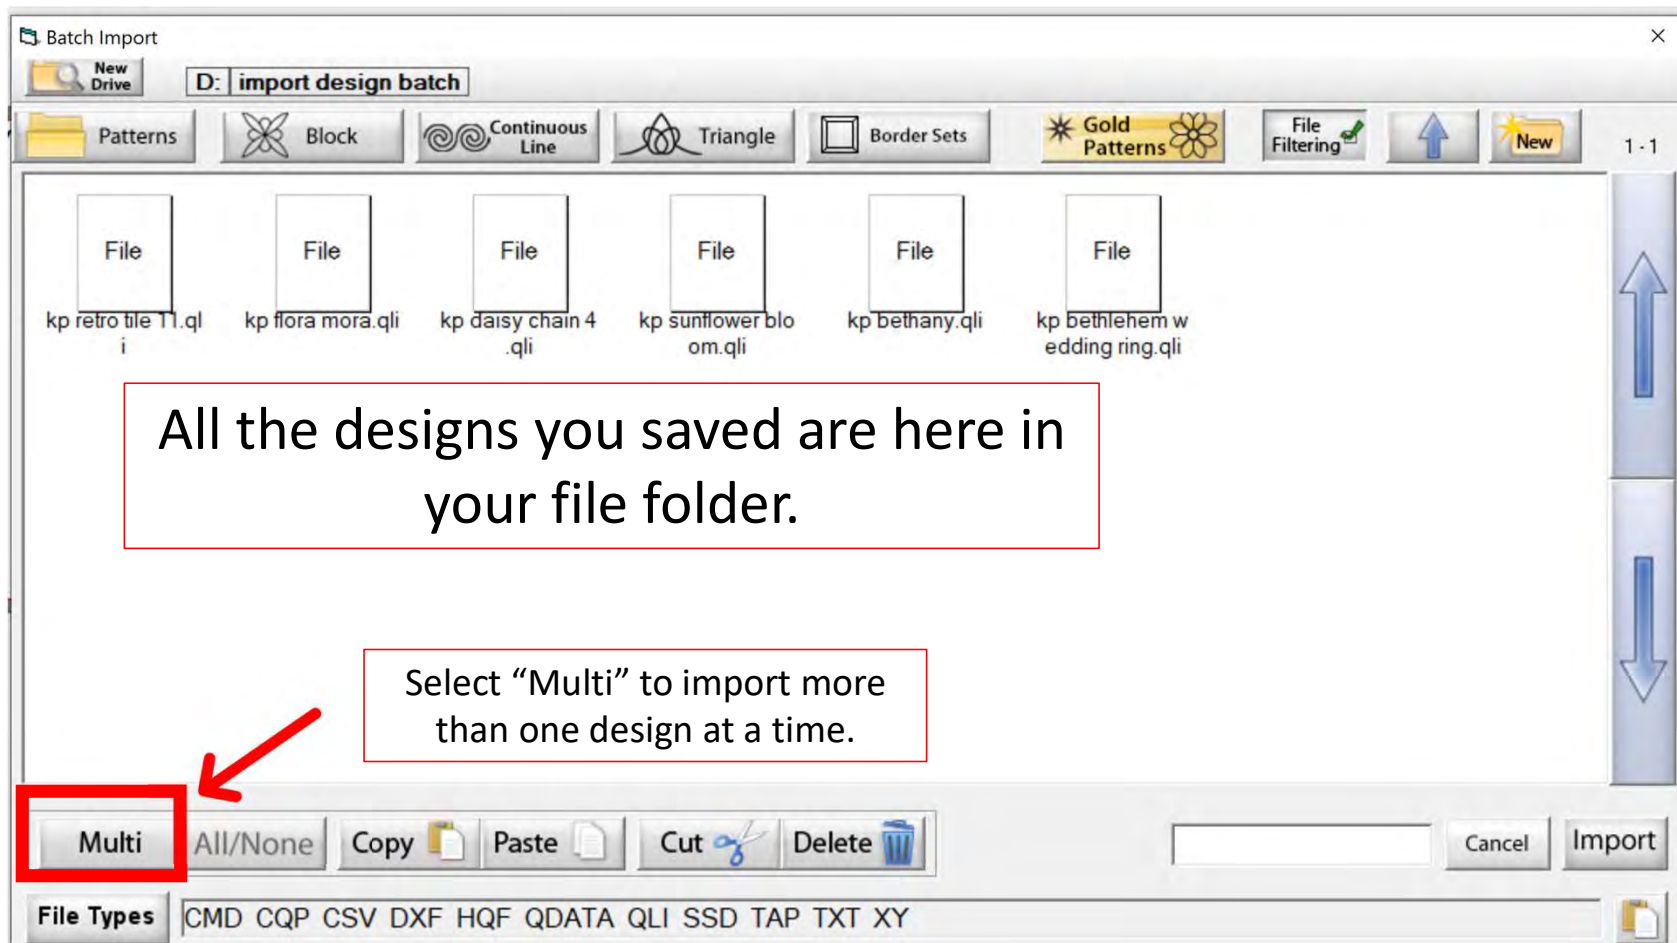 Batch Import
New
Drive
D: import design batch
Patterns
Block
Continuous
Line
Triangle
Border Sets
Gold
Patterns
File
Filtering
New
1 - 1
File
File
File
File
File
File
kp retro tile 11.ql
i
kp flora mora.qli
kp daisy chain 4
.qli
kp sunflower blo
om.qli
kp bethany.qli
kp bethlehem w
edding ring.qli
All the designs you saved are here in
your file folder.
Select “Multi” to import more
than one design at a time.
Multi
All/None
Copy
Paste
Cut
Delete
Cancel
Import
File Types
CMD CQP CSV DXF HQF QDATA QLI SSD TAP TXT XY